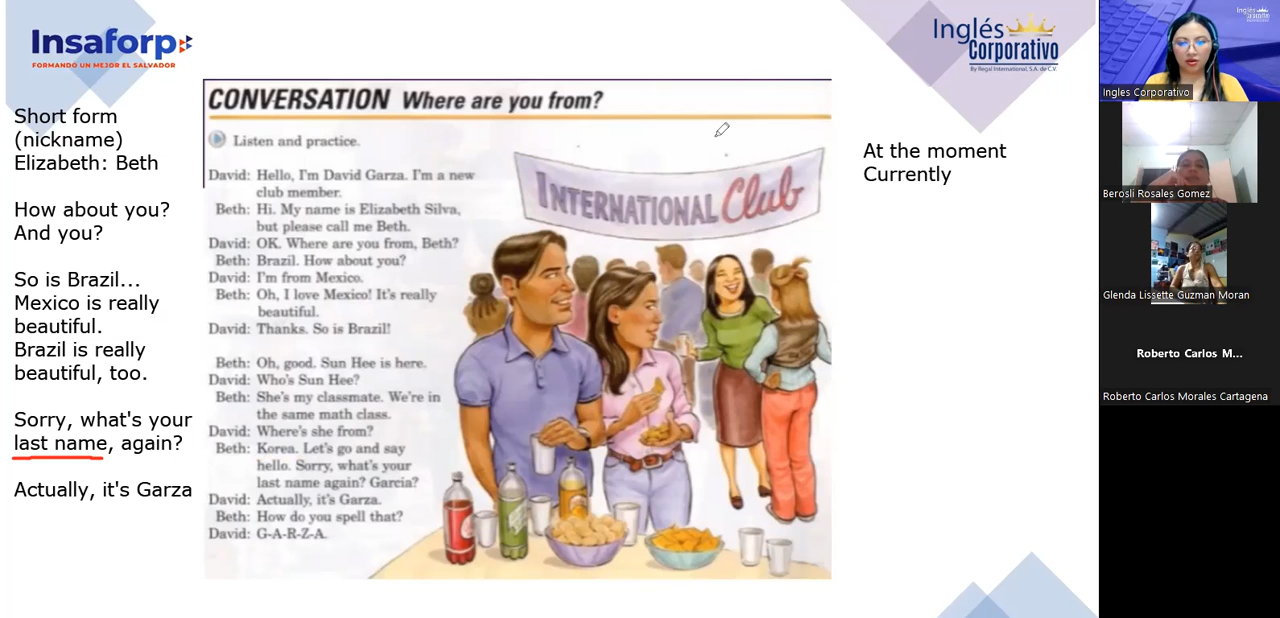 Insaforp
FORMANDO UN MEJOR EL SALVADOR
Inglés
Corporativo
By Regal International, S.A. de C.V.
Short form
(nickname)
Elizabeth: Beth
How about you?
And you?
So is Brazil...
Mexico is really
beautiful.
Brazil is really
beautiful, too.
Sorry, what's your
last name, again?
Actually, it's Garza
CONVERSATION Where are you from?
Listen and practice.
David: Hello, I'm David Garza. I'm a new
club member.
Beth: Hi. My name is Elizabeth Silva,
but please call me Beth.
David: OK. Where are you from, Beth?
Beth: Brazil. How about you?
David: I'm from Mexico.
Beth: Oh, I love Mexico! It's really
beautiful.
David: Thanks. So is Brazil!
Beth: Oh, good. Sun Hee is here.
David: Who's Sun Hee?
Beth: She's my classmate. We're in
the same math class.
David: Where's she from?
Beth: Korea. Let's go and say
hello. Sorry, what's your
last name again? Garcia?
David: Actually, it's Garza.
Beth: How do you spell that?
David: G-A-R-Z-A.
INTERNATIONAL Club
At the moment
Currently
Ingles Corporativo
Berosli Rosales Gomez
Glenda Lissette Guzman Moran
Roberto Carlos M...
Roberto Carlos Morales Cartagena